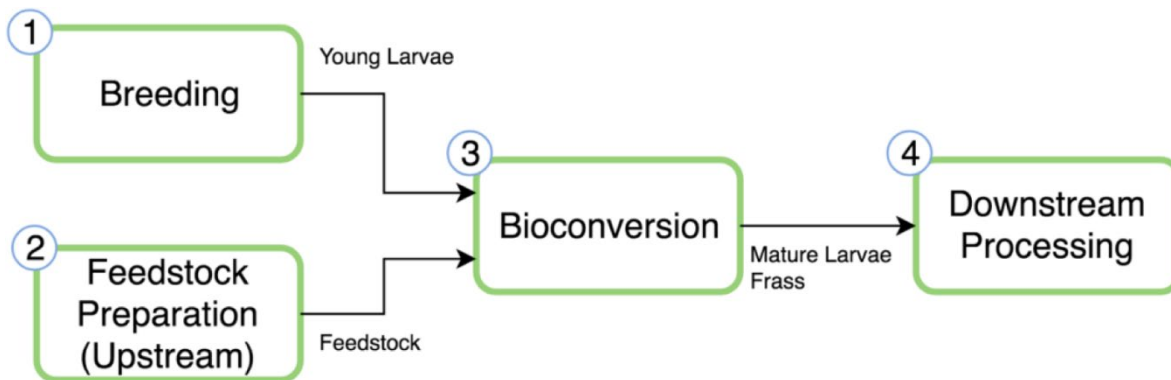 1
Breeding
Young Larvae
2
Feedstock
Preparation
(Upstream)
Feedstock
3
Bioconversion
Mature Larvae
Frass
4
Downstream
Processing